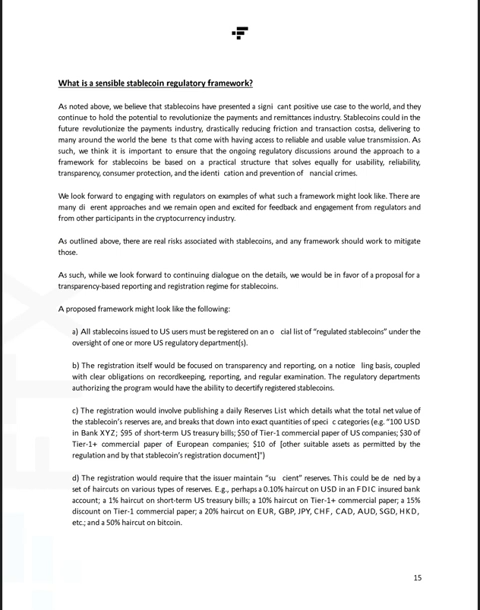 What is a sensible stablecoin regulatory framework?
As noted above, we believe that stablecoins have presented a signi cant positive use case to the world, and they
continue to hold the potential to revolutionize the payments and remittances industry. Stablecoins could in the
future revolutionize the payments industry, drastically reducing friction and transaction costsa, delivering to
many around the world the bene ts that come with having access to reliable and usable value transmission. As
such, we think it is important to ensure that the ongoing regulatory discussions around the approach to a
framework for stablecoins be based on a practical structure that solves equally for usability, reliability,
transparency, consumer protection, and the identi cation and prevention of nancial crimes.
We look forward to engaging with regulators on examples of what such a framework might look like. There are
many di erent approaches and we remain open and excited for feedback and engagement from regulators and
from other participants in the cryptocurrency industry.
As outlined above, there are real risks associated with stablecoins, and any framework should work to mitigate
those.
As such, while we look forward to continuing dialogue on the details, we would be in favor of a proposal for a
transparency-based reporting and registration regime for stablecoins.
A proposed framework might look like the following:
a) All stablecoins issued to US users must be registered on an o cial list of "regulated stablecoins" under the
oversight of one or more US regulatory department(s).
b) The registration itself would be focused on transparency and reporting, on a notice ling basis, coupled
with clear obligations on recordkeeping, reporting, and regular examination. The regulatory departments
authorizing the program would have the ability to decertify registered stablecoins.
c) The registration would involve publishing a daily Reserves List which details what the total net value of
the stablecoin's reserves are, and breaks that down into exact quantities of speci c categories (e.g. "100 USD
in Bank XYZ; $95 of short-term US treasury bills; $50 of Tier-1 commercial paper of US companies; $30 of
Tier-1+ commercial paper of European companies; $10 of [other suitable assets as permitted by the
regulation and by that stablecoin's registration document]")
d) The registration would require that the issuer maintain "su cient" reserves. This could be de ned by a
set of haircuts on various types of reserves. E.g., perhaps a 0.10% haircut on USD in an FDIC insured bank
account; a 1% haircut on short-term US treasury bills; a 10% haircut on Tier-1+ commercial paper; a 15%
discount on Tier-1 commercial paper; a 20% haircut on EUR, GBP, JPY, CHF, CAD, AUD, SGD, HKD,
etc.; and a 50% haircut on bitcoin.
15
FTX